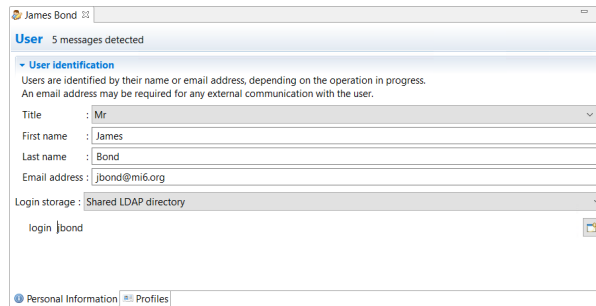 James Bond
User 5 messages detected
User identification
Users are identified by their name or email address, depending on the operation in progress.
An email address may be required for any external communication with the user.
Title : Mr
First name : James
Last name : Bond
Email address : jbond@mi6.org
Login storage : Shared LDAP directory
login jbond
Personal Information Profiles